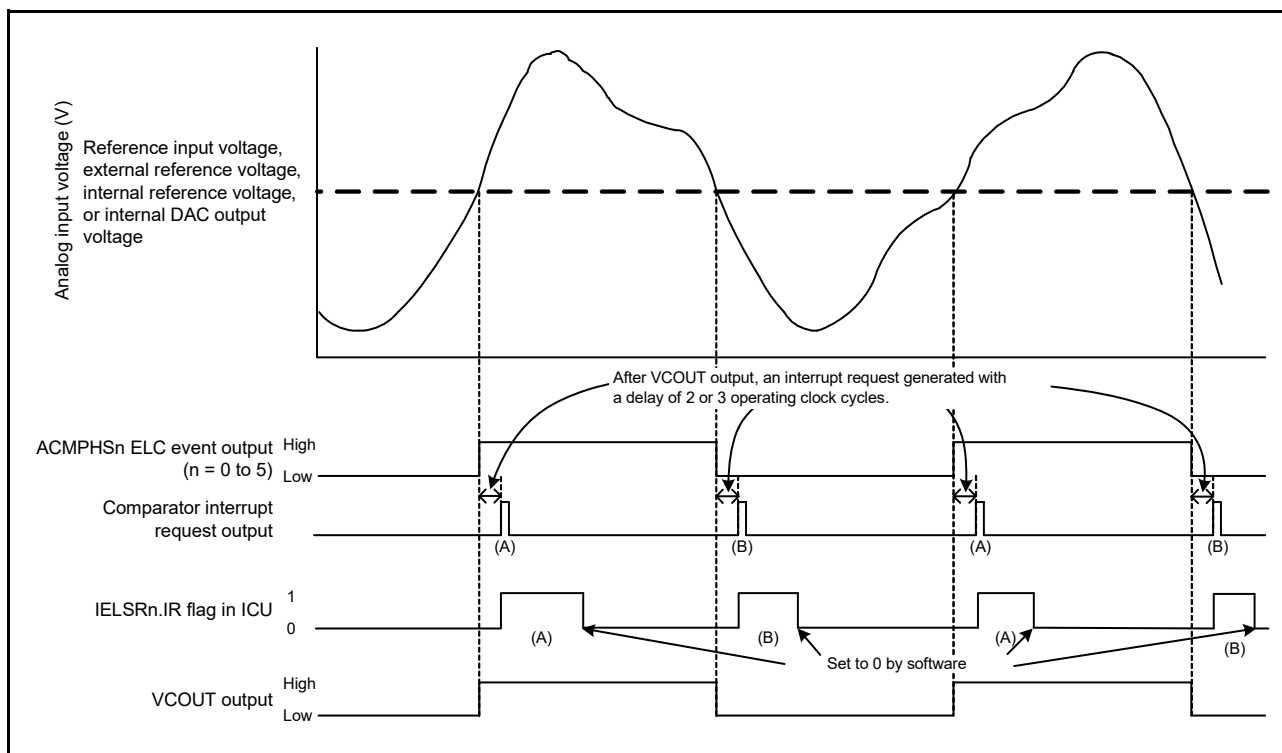 Analog input voltage (V)
Reference input voltage,
external reference voltage,
internal reference voltage,
or internal DAC output
voltage
After VCOUT output, an interrupt request generated with
a delay of 2 or 3 operating clock cycles.
ACMPHSn ELC event output
(n = 0 to 5)
High
Low
Comparator interrupt
request output
(A)
(B)
(A)
(B)
IELSRn.IR flag in ICU
1
0
(A)
(B)
(A)
(B)
Set to 0 by software
VCOUT output
High
Low